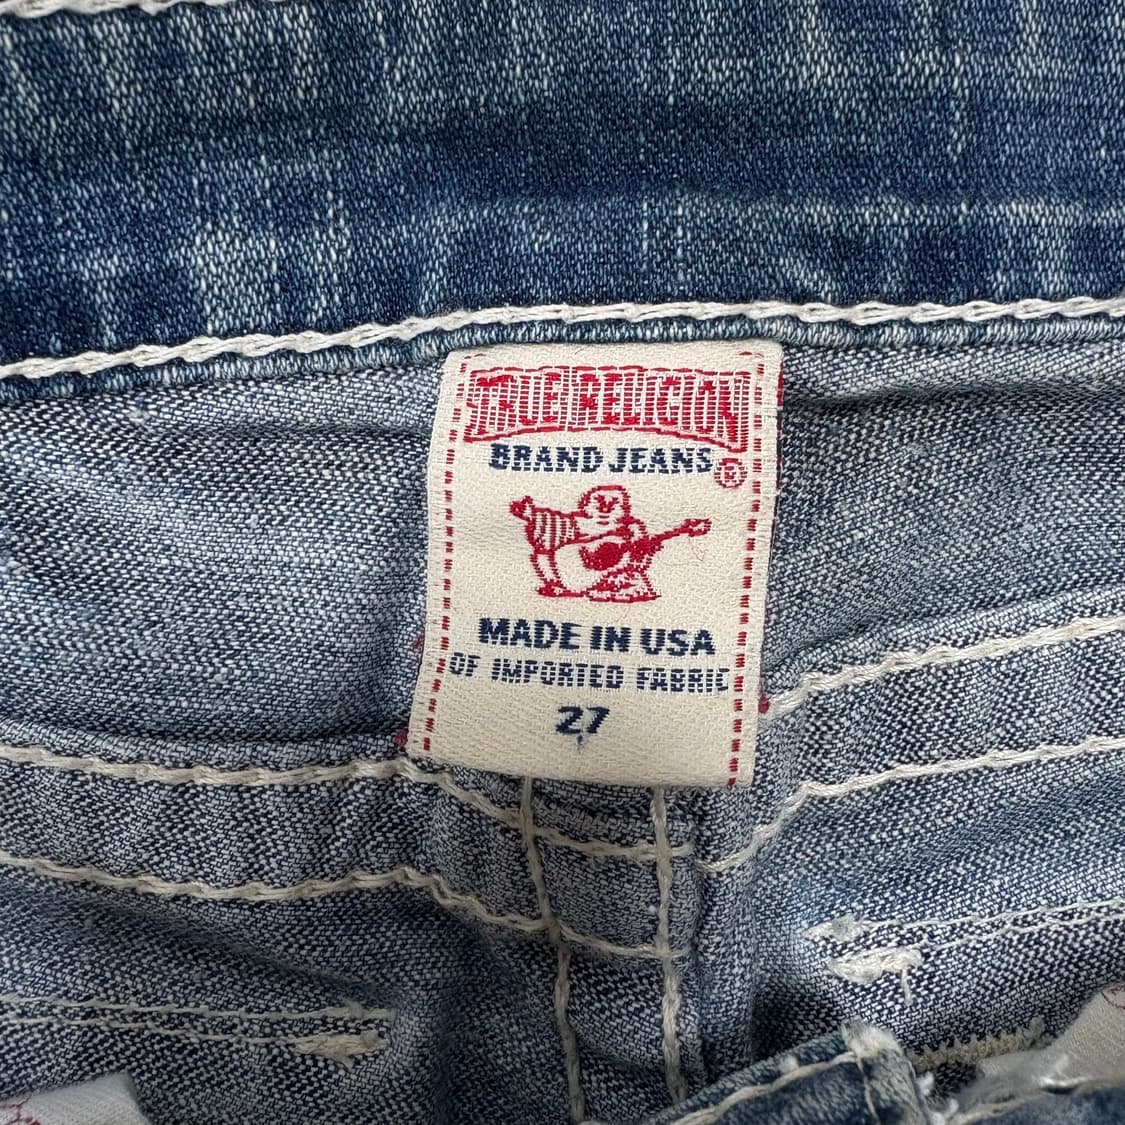 TRUE RELIGION
BRAND JEANS®
MADE IN USA
OF IMPORTED FABRIC
27